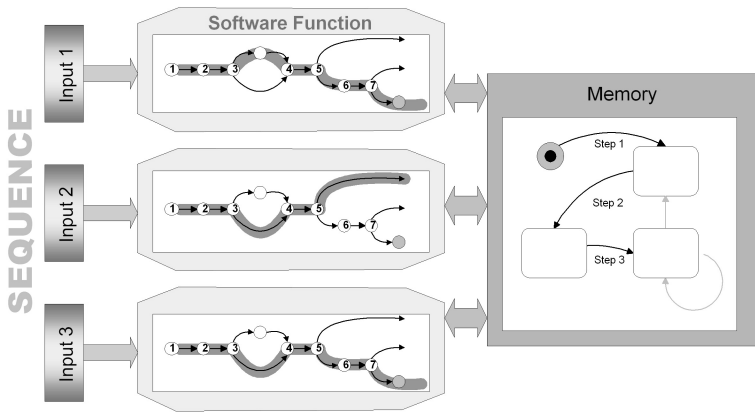 SEQUENCE
Input 1
Software Function
1 2 3 4 5 6 7
Input 2
1 2 3 4 5 6 7
Input 3
1 2 3 4 5 6 7
Memory
Step 1
Step 2
Step 3